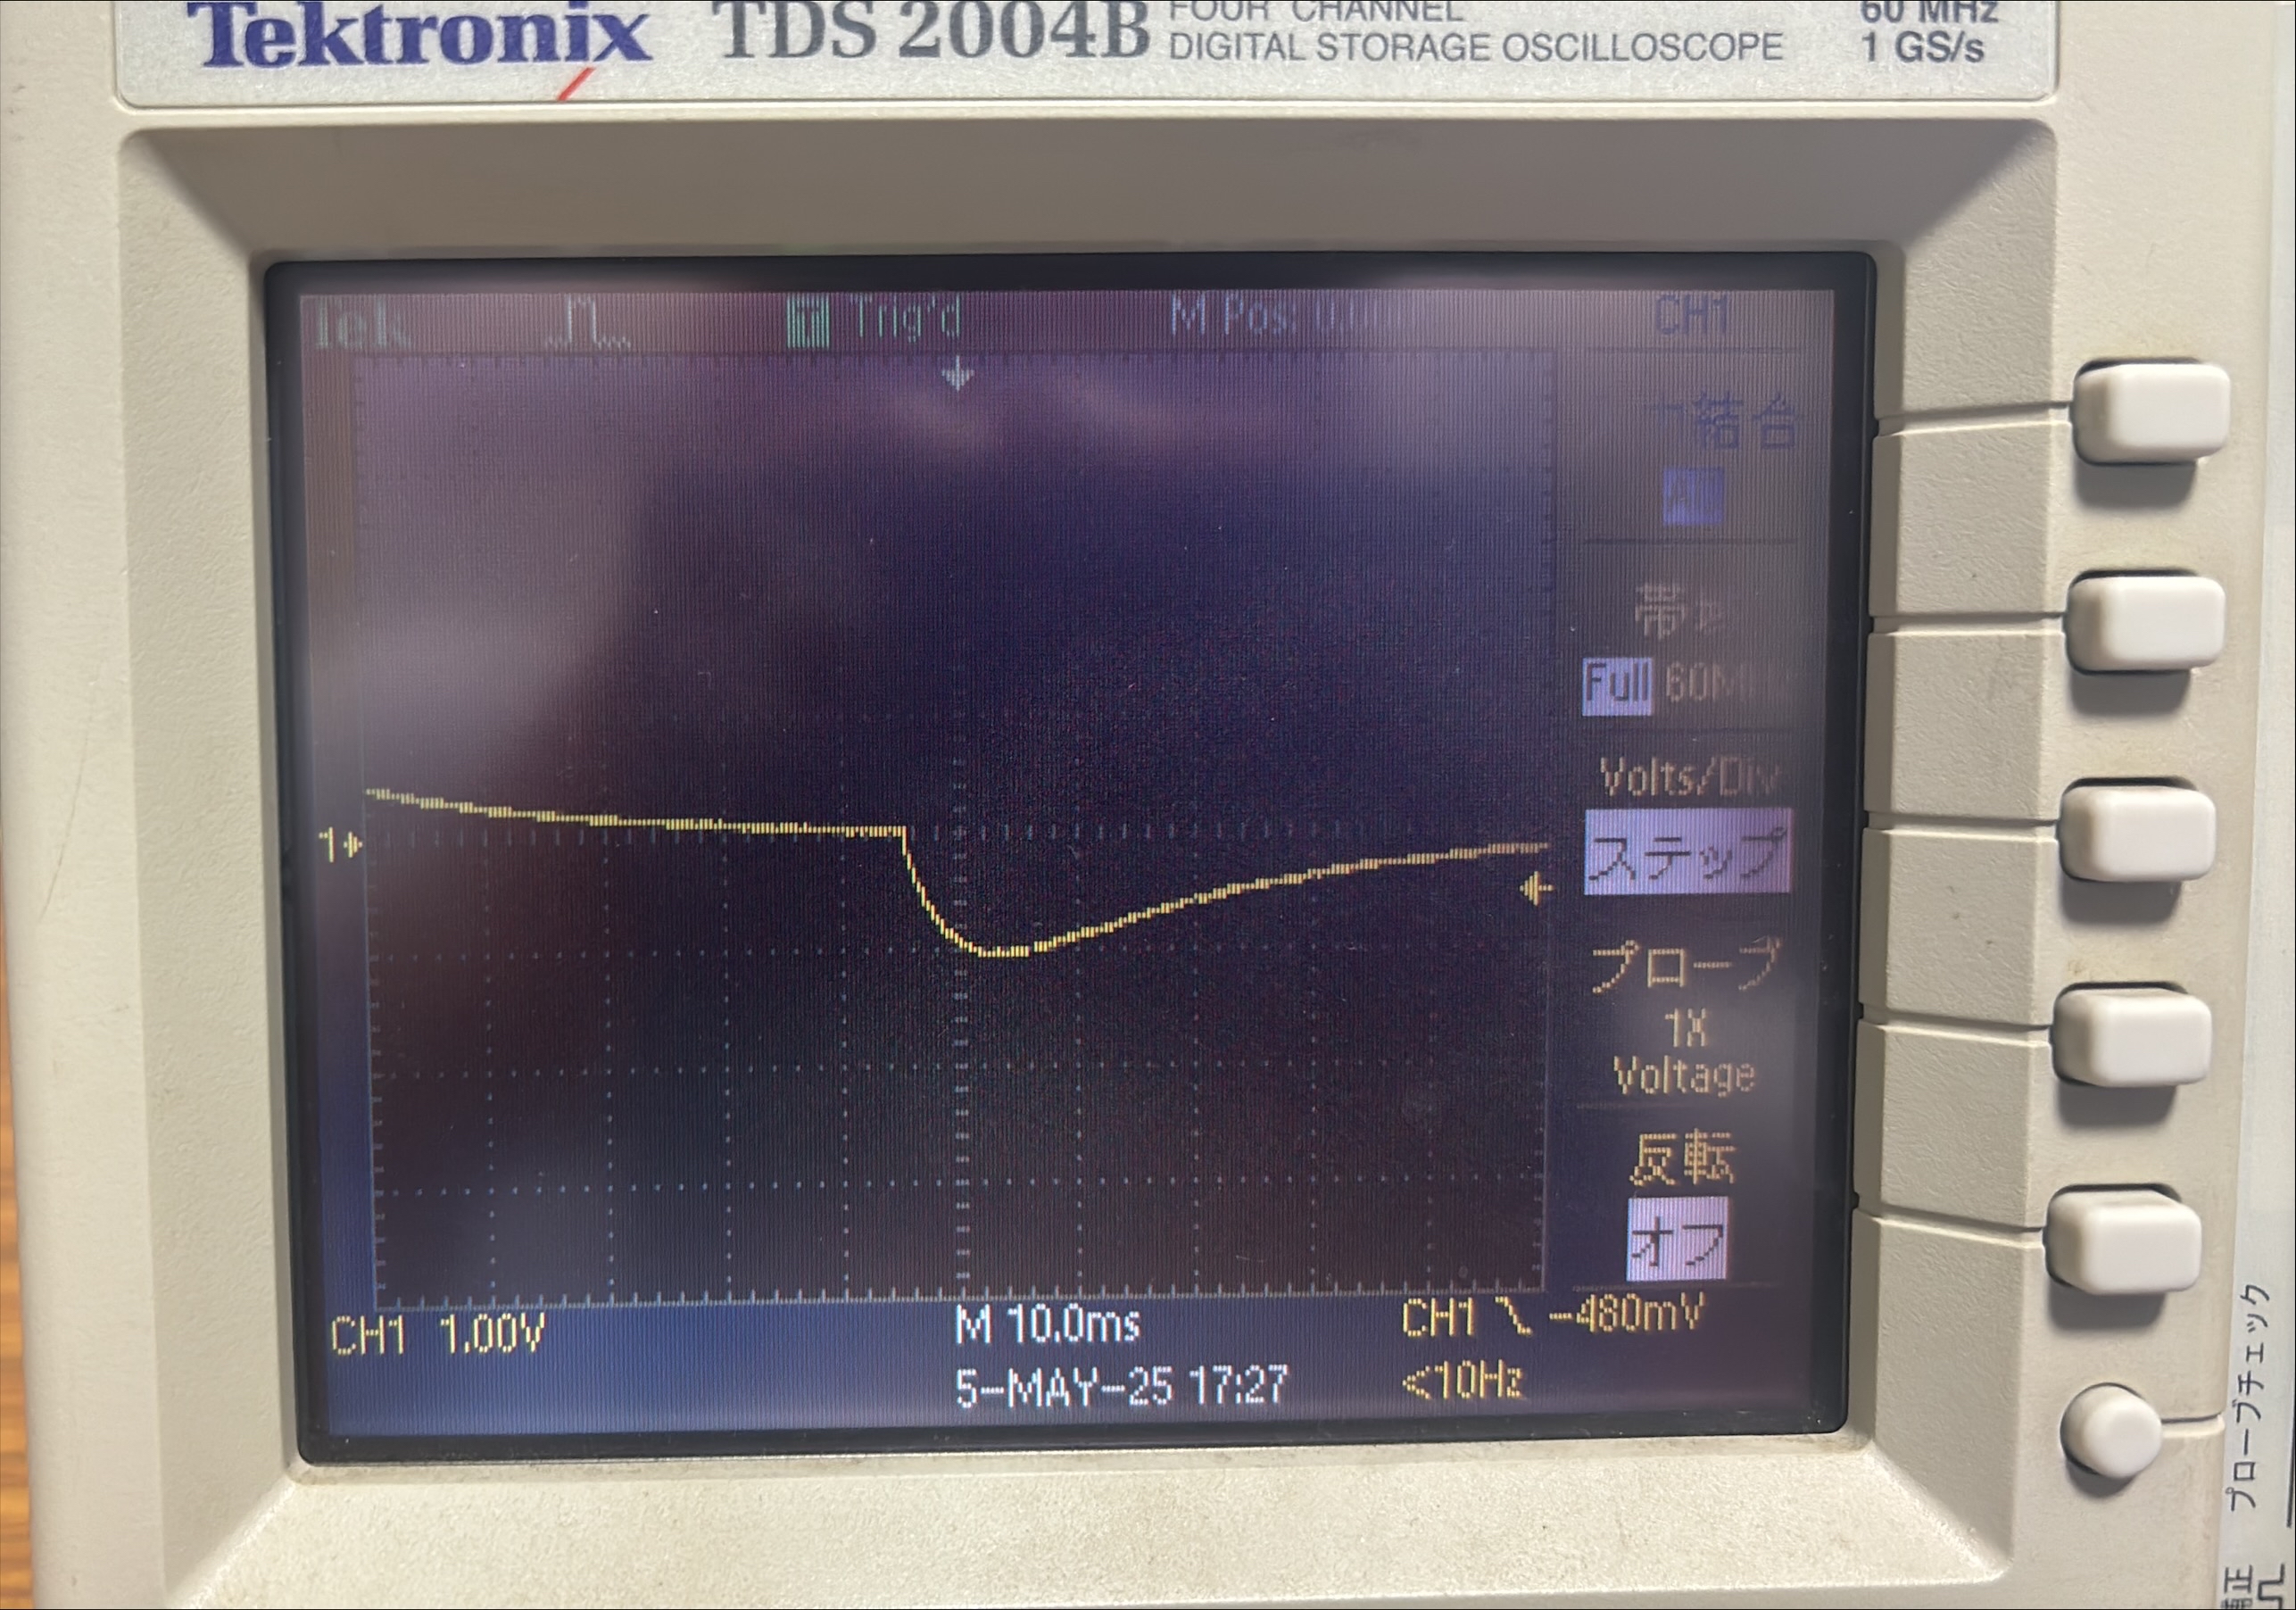 Tektronix TDS 2004B FOUR CHANNEL 60 MHz
DIGITAL STORAGE OSCILLOSCOPE 1 GS/s
Tek T Trig'd M Pos: CH1
結合
帯域
Full 60MHz
Volts/Div
ステップ
1
プローブ
1X
Voltage
反転
オフ
CH1 1.00V M 10.0ms CH1 -480mV
5-MAY-25 17:27 <10Hz
プローブチェック
補正